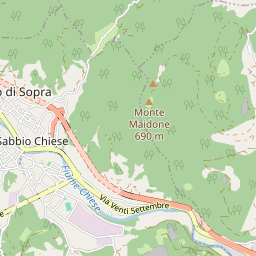 o di Sopra
Monte
Maidone
690 m
Sabbio Chiese
Fiume Chiese
Via Venti Settembre